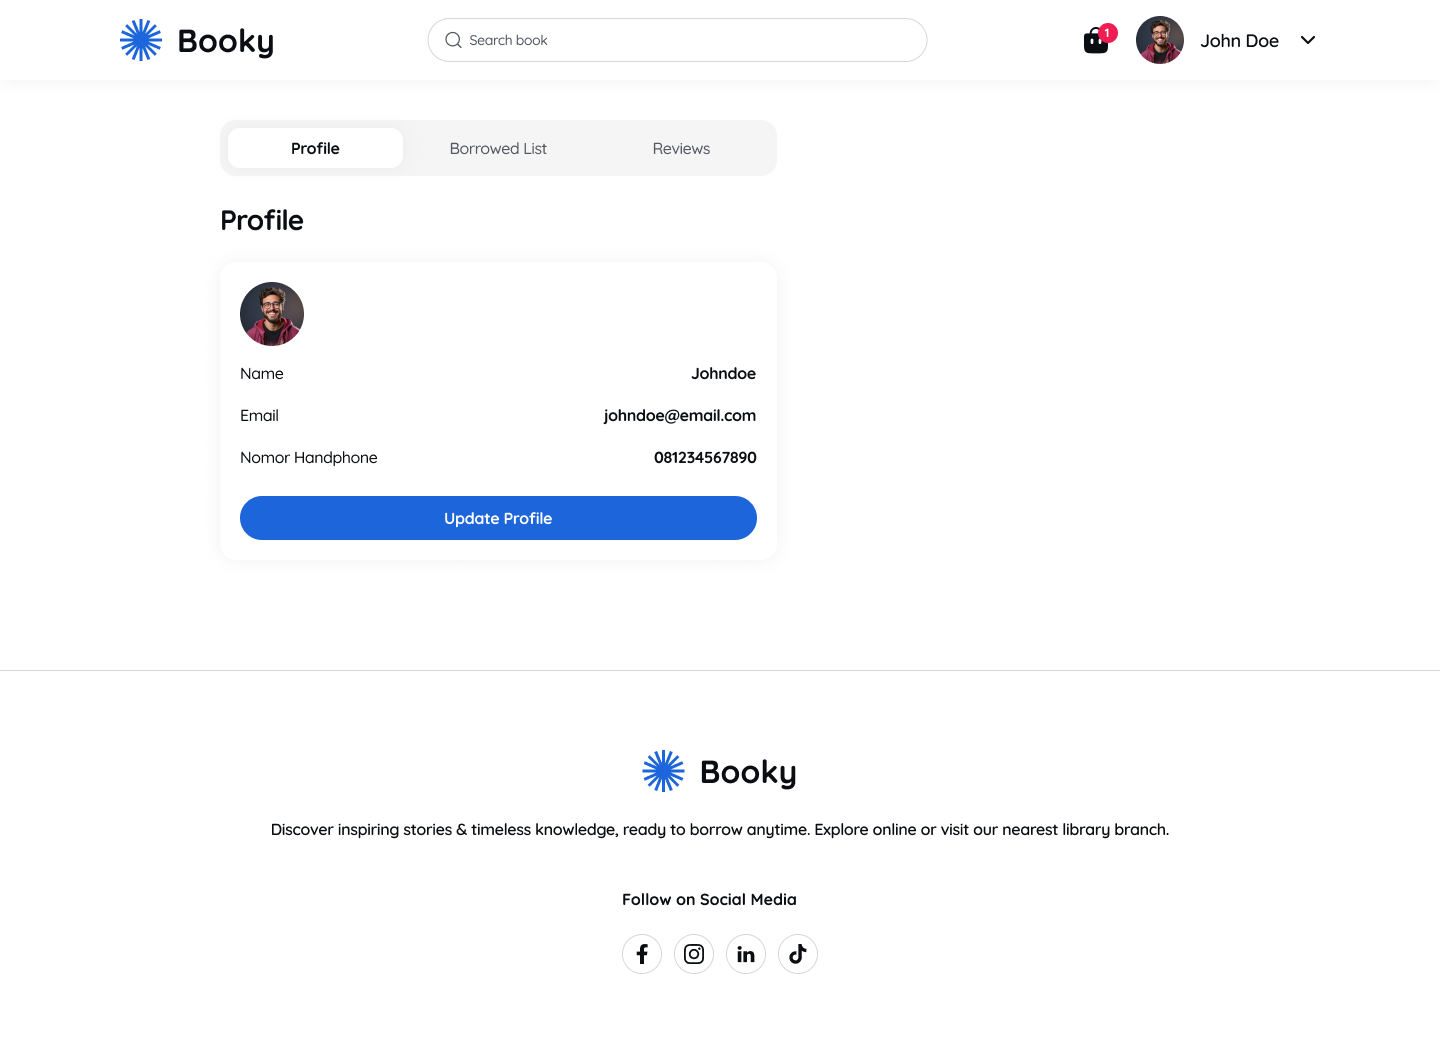 Booky
Search book
1
John Doe
Profile
Borrowed List
Reviews
Profile
Name
Johndoe
Email
johndoe@email.com
Nomor Handphone
081234567890
Update Profile
Booky
Discover inspiring stories & timeless knowledge, ready to borrow anytime. Explore online or visit our nearest library branch.
Follow on Social Media